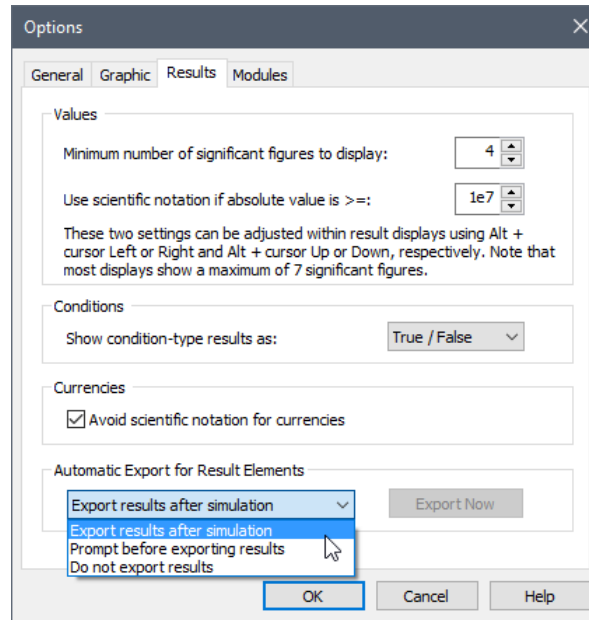 Options
General Graphic Results Modules
Values
Minimum number of significant figures to display: 4
Use scientific notation if absolute value is >=: 1e7
These two settings can be adjusted within result displays using Alt +
cursor Left or Right and Alt + cursor Up or Down, respectively. Note that
most displays show a maximum of 7 significant figures.
Conditions
Show condition-type results as: True / False
Currencies
Avoid scientific notation for currencies
Automatic Export for Result Elements
Export results after simulation Export Now
Export results after simulation
Prompt before exporting results
Do not export results
OK Cancel Help